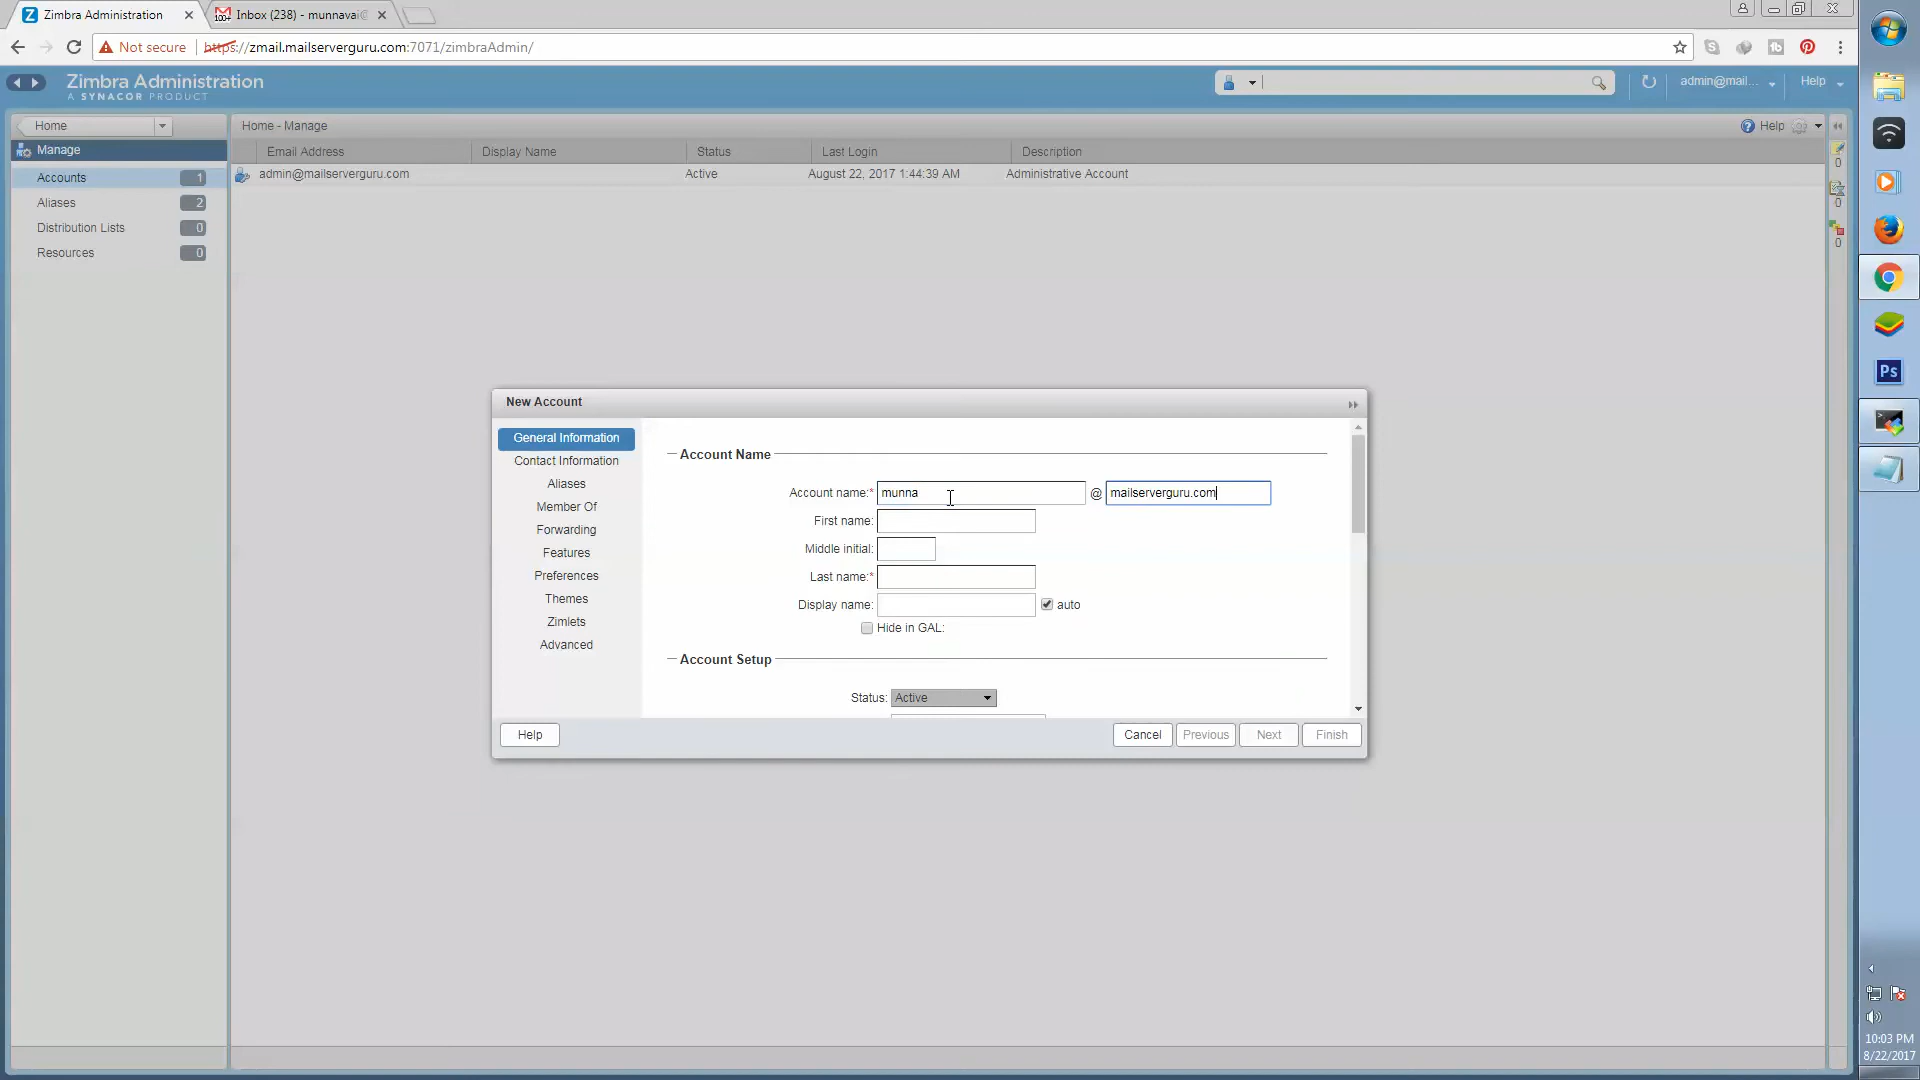 Zimbra Administration
Inbox (238) - munnavai@
100+
Not secure
https://zmail.mailserverguru.com:7071/zimbraAdmin/
Zimbra Administration
A SYNACOR PRODUCT
admin@mail...
Help
Home
Home - Manage
Help
Manage
Email Address
Display Name
Status
Last Login
Description
Accounts
1
admin@mailserverguru.com
Active
August 22, 2017 1:44:39 AM
Administrative Account
Aliases
2
Distribution Lists
0
Resources
0
0
0
0
New Account
General Information
Contact Information
Aliases
Member Of
Forwarding
Features
Preferences
Themes
Zimlets
Advanced
Account Name
Account name:* munna @ mailserverguru.com
First name:
Middle initial:
Last name:*
Display name: auto
Hide in GAL:
Account Setup
Status: Active
Help
Cancel
Previous
Next
Finish
Ps
10:03 PM
8/22/2017